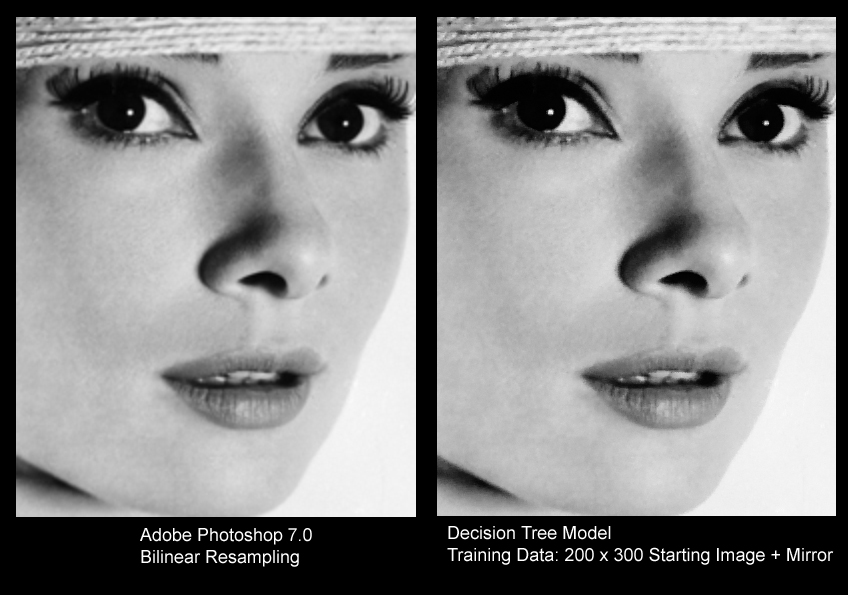 Adobe Photoshop 7.0
Bilinear Resampling
Decision Tree Model
Training Data: 200 x 300 Starting Image + Mirror